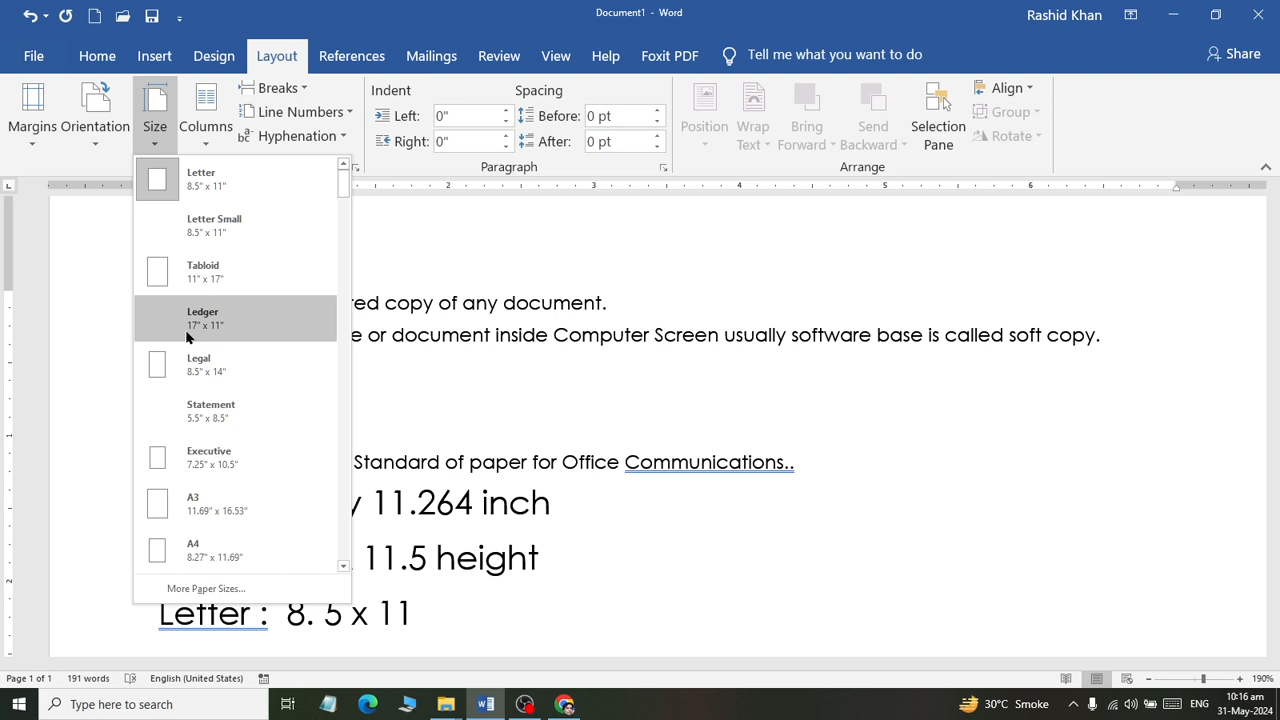 Document1 - Word
Rashid Khan
File Home Insert Design Layout References Mailings Review View Help Foxit PDF Tell me what you want to do Share
Margins Orientation Size Columns
Breaks
Line Numbers
Hyphenation
Indent Spacing
Left: 0" Before: 0 pt
Right: 0" After: 0 pt
Paragraph
Position
Wrap Text
Bring Forward
Send Backward
Selection Pane
Align
Group
Rotate
Arrange
Letter
8.5" x 11"
Letter Small
8.5" x 11"
Tabloid
11" x 17"
Ledger
17" x 11"
Legal
8.5" x 14"
Statement
5.5" x 8.5"
Executive
7.25" x 10.5"
A3
11.69" x 16.53"
A4
8.27" x 11.69"
More Paper Sizes...
1 2 3 4 5
red copy of any document.
e or document inside Computer Screen usually software base is called soft copy.
Standard of paper for Office Communications..
y 11.264 inch
11.5 height
Letter : 8. 5 x 11
Page 1 of 1 191 words English (United States) 190%
Type here to search
30°C Smoke
ENG
10:16 am
31-May-2024